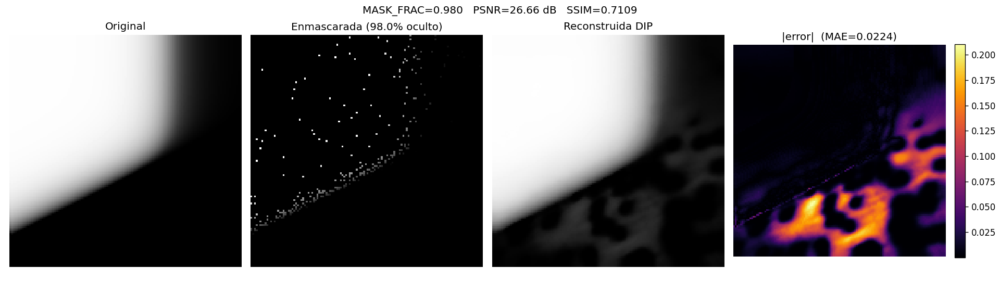 MASK_FRAC=0.980   PSNR=26.66 dB   SSIM=0.7109
Original
Enmascarada (98.0% oculto)
Reconstruida DIP
|error|  (MAE=0.0224)
0.200
0.175
0.150
0.125
0.100
0.075
0.050
0.025